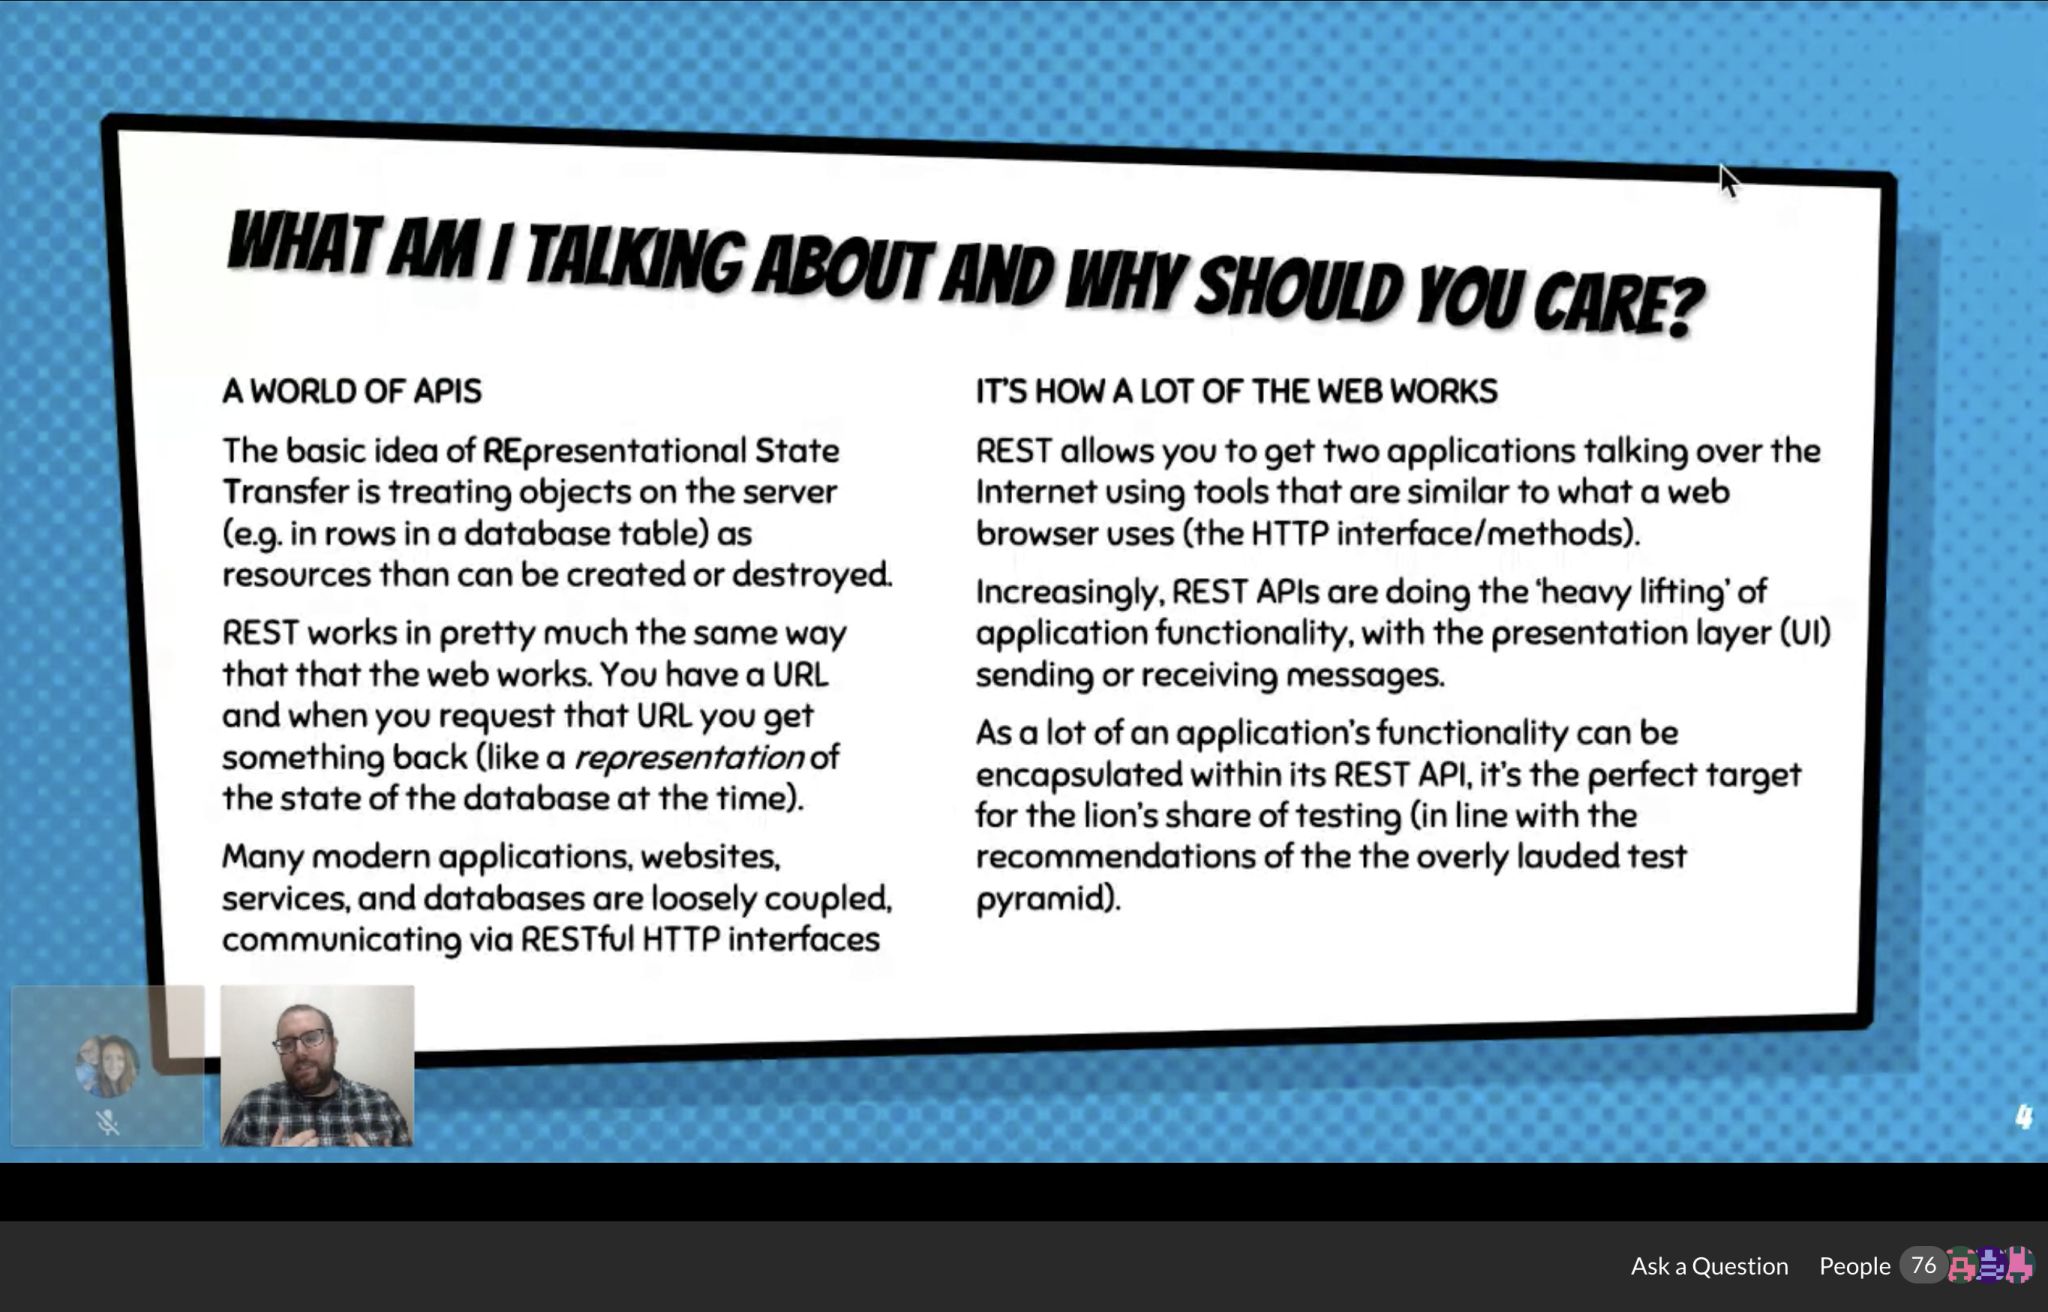 WHAT AM I TALKING ABOUT AND WHY SHOULD YOU CARE?
A WORLD OF APIS
The basic idea of REpresentational State
Transfer is treating objects on the server
(e.g. in rows in a database table) as
resources than can be created or destroyed.
REST works in pretty much the same way
that that the web works. You have a URL
and when you request that URL you get
something back (like a representation of
the state of the database at the time).
Many modern applications, websites,
services, and databases are loosely coupled,
communicating via RESTful HTTP interfaces
IT'S HOW A LOT OF THE WEB WORKS
REST allows you to get two applications talking over the
Internet using tools that are similar to what a web
browser uses (the HTTP interface/methods).
Increasingly, REST APIs are doing the ‘heavy lifting’ of
application functionality, with the presentation layer (UI)
sending or receiving messages.
As a lot of an application's functionality can be
encapsulated within its REST API, it's the perfect target
for the lion's share of testing (in line with the
recommendations of the the overly lauded test
pyramid).
4
Ask a Question People 76